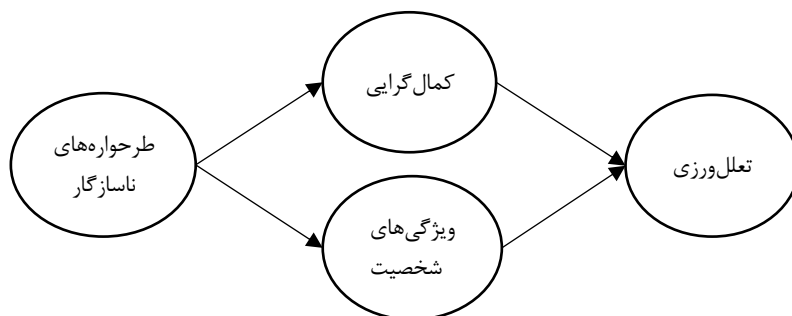 کمال‌گرایی
طرحواره‌های
ناسازگار
تعلل‌ورزی
ویژگی‌های
شخصیت